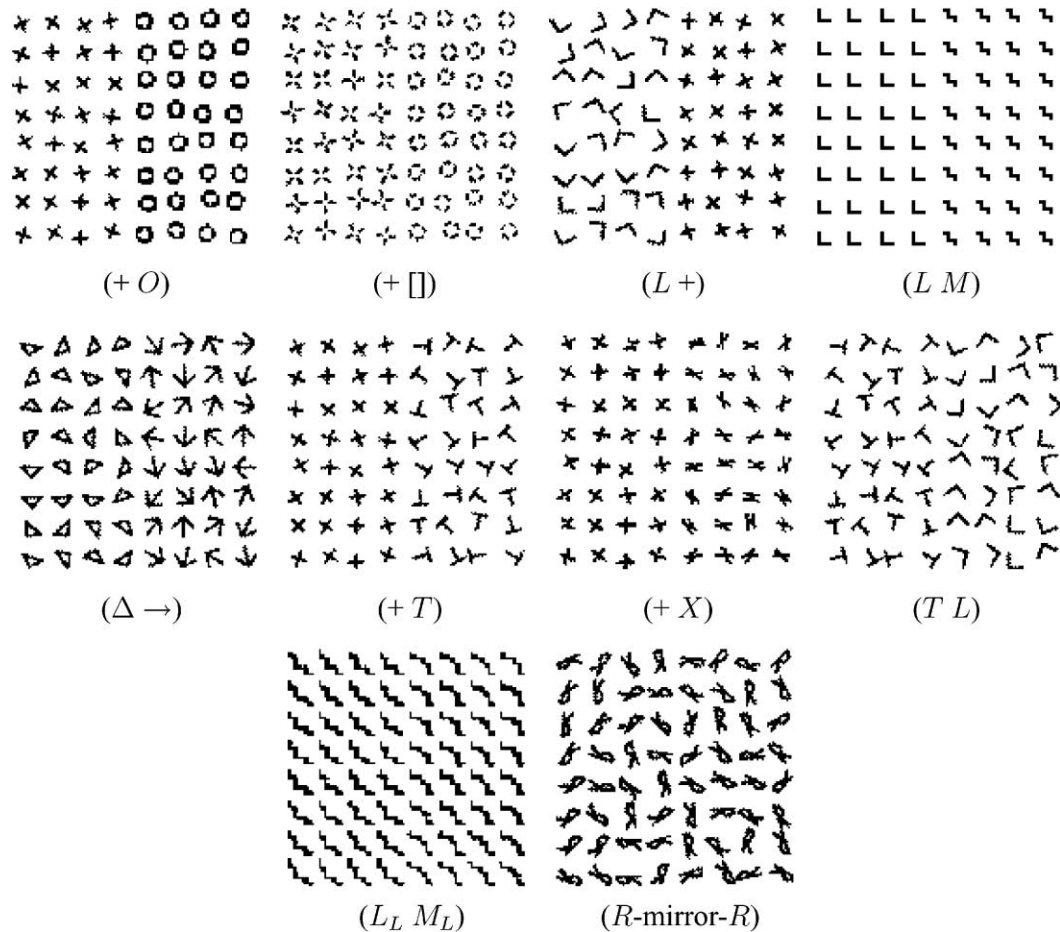 (+ O)
(+ [])
(L +)
(L M)
(Δ →)
(+ T)
(+ X)
(T L)
(L_L M_L)
(R-mirror-R)